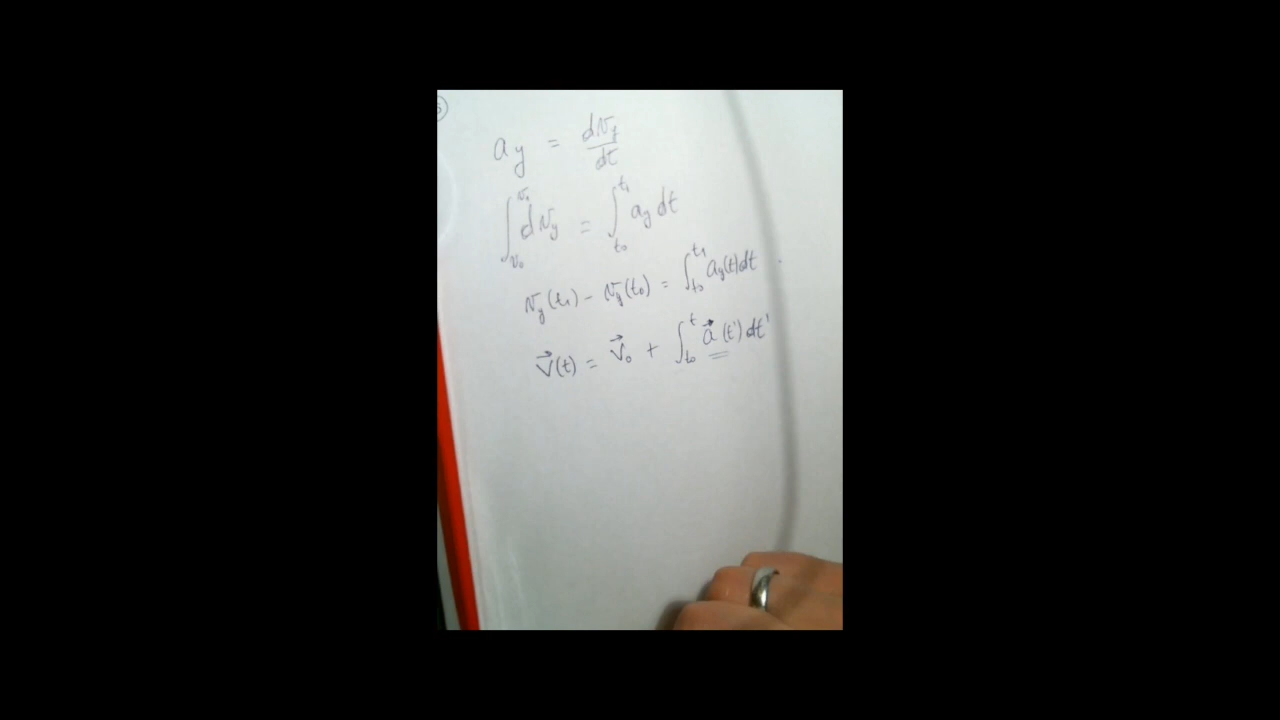 a_y = dv_y/dt
∫_{v_0}^{v_1} dv_y = ∫_{t_0}^{t_1} a_y dt
v_y(t_1) - v_y(t_0) = ∫_{t_0}^{t_1} a_y(t)dt
v⃗(t) = v⃗_0 + ∫_{t_0}^{t} a⃗(t')dt'